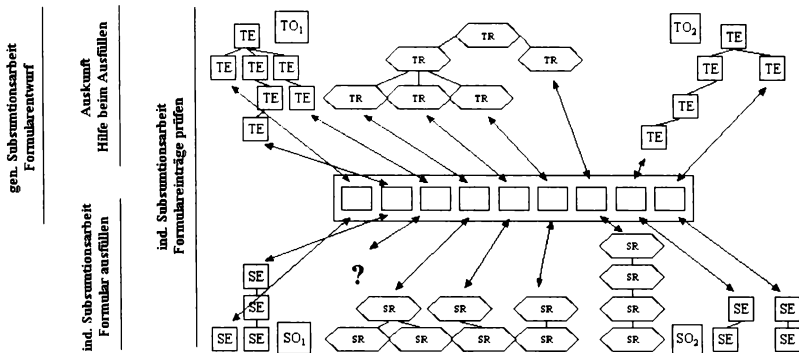 gen. Subsumtionsarbeit
Formularentwurf
Auskunft
Hilfe beim Ausfüllen
ind. Subsumtionsarbeit
Formular ausfüllen
ind. Subsumtionsarbeit
Formulareinträge prüfen
TE
TO1
TE TE TE
TE TE
TE
TR
TR TR
TR TR TR
TO2
TE
TE TE
TE
TE
?
SE
SE
SE SE SO1
SR SR SR
SR SR SR SR
SR
SR
SR
SR
SO2
SE
SE
SE
SE